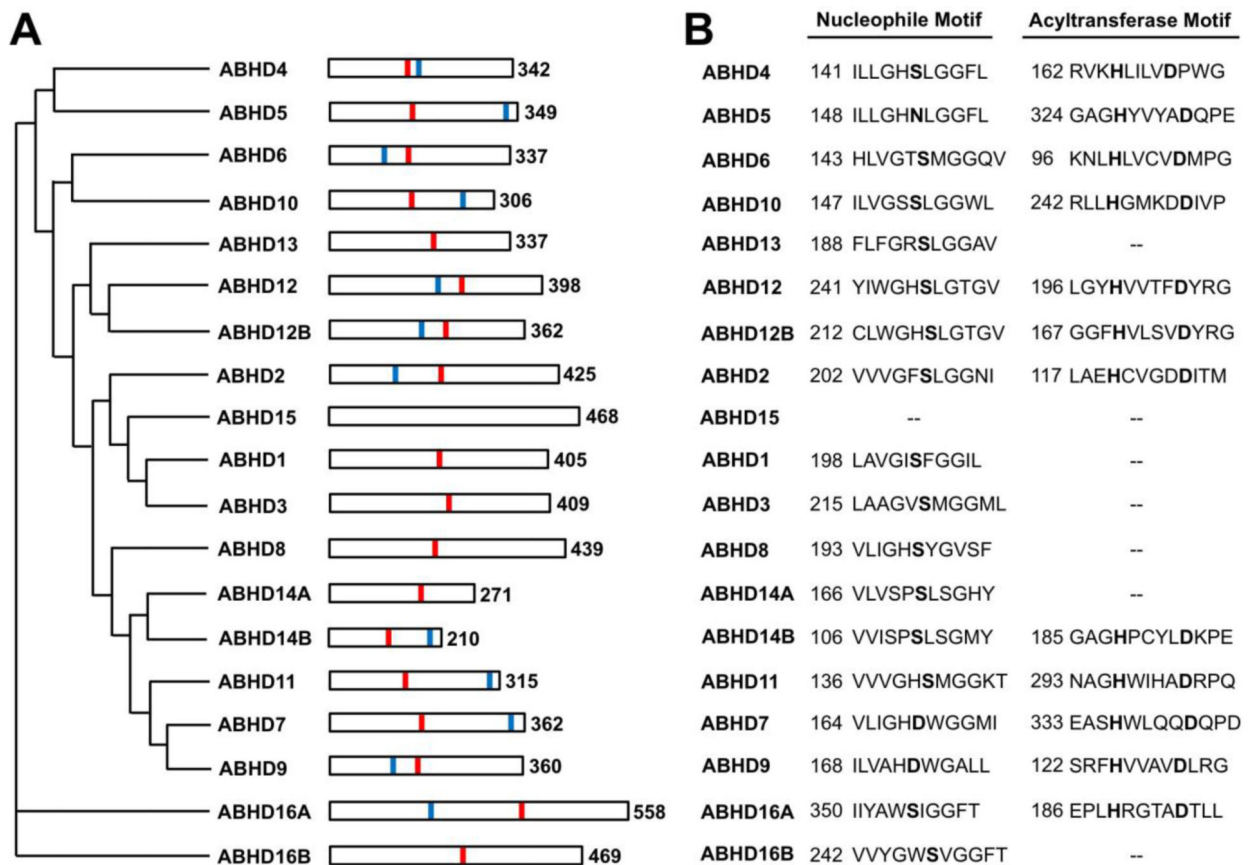 A
B
Nucleophile Motif
Acyltransferase Motif
ABHD4 342 ABHD4 141 ILLGHSLGGFL 162 RVKHLILVDPWG
ABHD5 349 ABHD5 148 ILLGHNLGGFL 324 GAGHYVYADQPE
ABHD6 337 ABHD6 143 HLVGTSMGGQV 96 KNLHLVCVDMPG
ABHD10 306 ABHD10 147 ILVGSSLGGWL 242 RLLHGMKDDIVP
ABHD13 337 ABHD13 188 FLFGRSLGGAV --
ABHD12 398 ABHD12 241 YIWGHSLGTGV 196 LGYHVVTFDYRG
ABHD12B 362 ABHD12B 212 CLWGHSLGTGV 167 GGFHVLSVDYRG
ABHD2 425 ABHD2 202 VVVGFSLGGNI 117 LAEHCVGDDITM
ABHD15 468 ABHD15 -- --
ABHD1 405 ABHD1 198 LAVGISFGGIL --
ABHD3 409 ABHD3 215 LAAGVSMGGML --
ABHD8 439 ABHD8 193 VLIGHSYGVSF --
ABHD14A 271 ABHD14A 166 VLVSPSLSGHY --
ABHD14B 210 ABHD14B 106 VVISPSLSGMY 185 GAGHPCYLDKPE
ABHD11 315 ABHD11 136 VVVGHSMGGKT 293 NAGHWIHADRPQ
ABHD7 362 ABHD7 164 VLIGHDWGGMI 333 EASHWLQQDQPD
ABHD9 360 ABHD9 168 ILVAHDWGALL 122 SRFHVVAVDLRG
ABHD16A 558 ABHD16A 350 IIYAWSIGGFT 186 EPLHRGTADTLL
ABHD16B 469 ABHD16B 242 VVYGWSVGGFT --